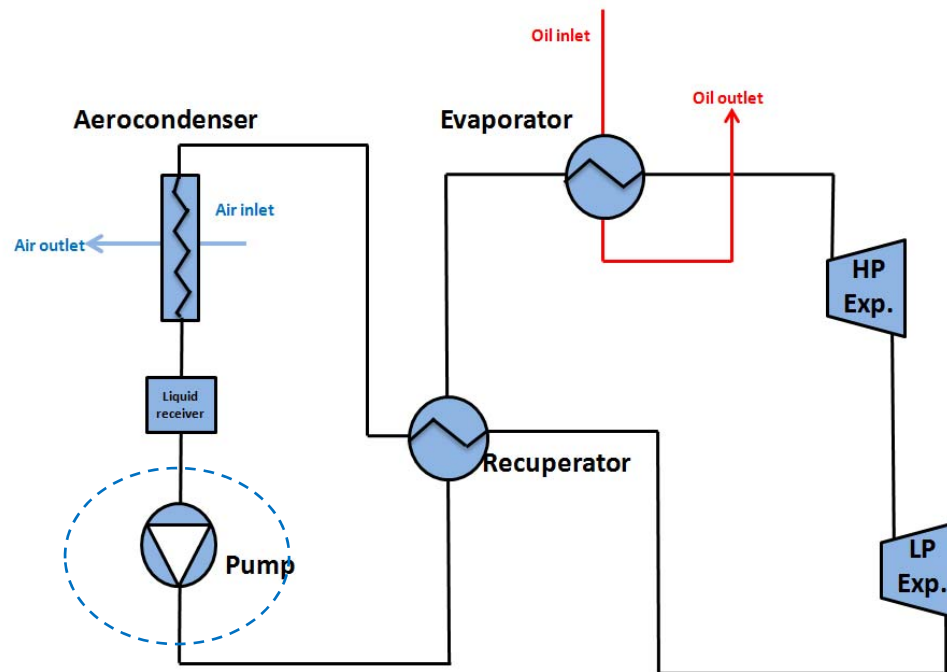 Oil inlet
Oil outlet
Aerocondenser
Evaporator
Air inlet
Air outlet
HP
Exp.
Liquid
receiver
Recuperator
Pump
LP
Exp.